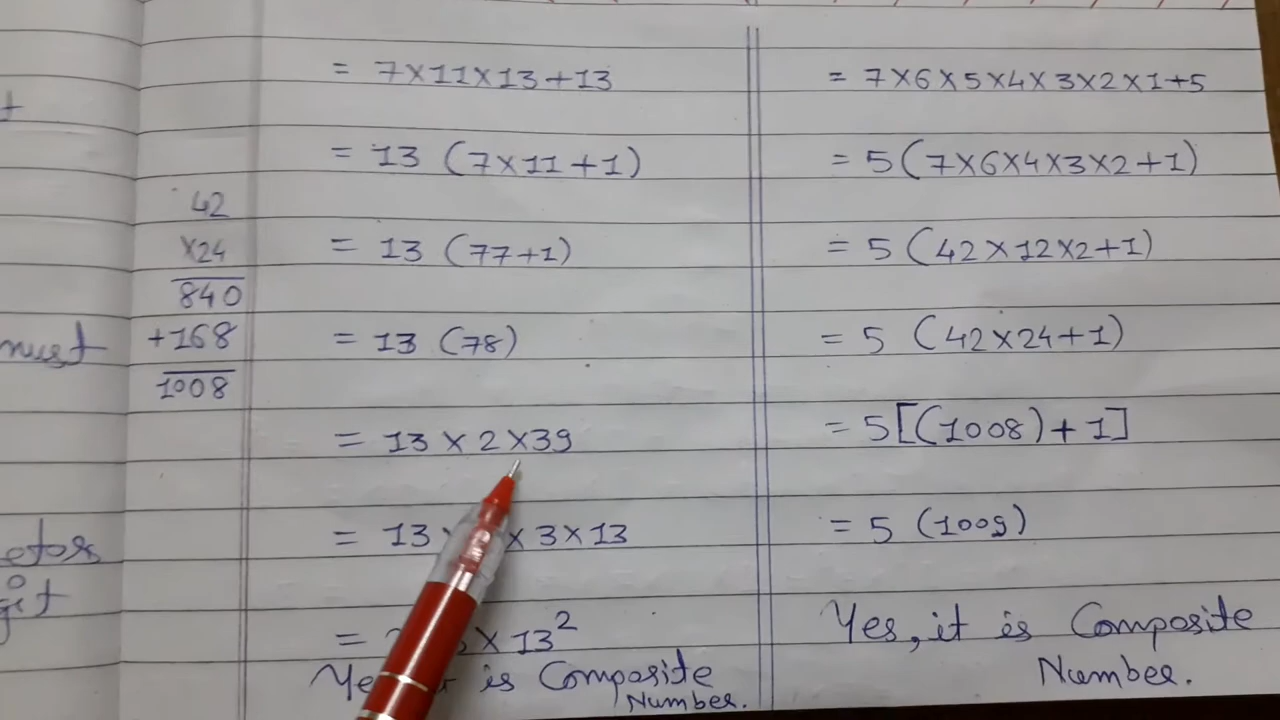 = 7×11×13+13
= 13 (7×11+1)
= 13 (77+1)
= 13 (78)
= 13 × 2 ×39
= 13 × 3×13
= × 13²
is Composite
Number.
42
×24
840
+168
1008
must
= 7×6×5×4×3×2×1+5
= 5(7×6×4×3×2+1)
= 5 (42×12×2+1)
= 5 (42×24+1)
= 5[(1008)+1]
= 5 (1009)
Yes, it is Composite
Number.